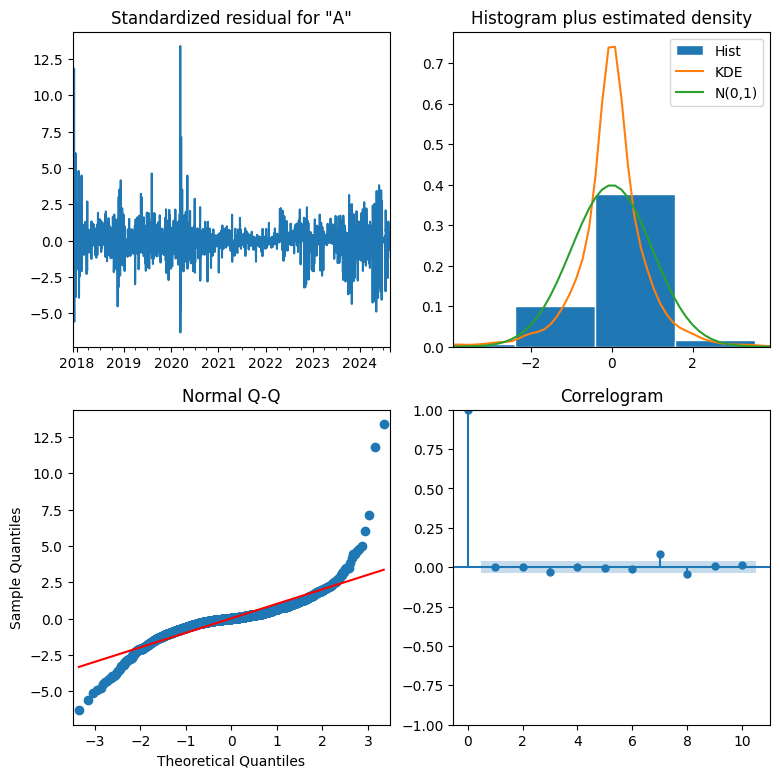 Standardized residual for "A"
12.5
10.0
7.5
5.0
2.5
0.0
−2.5
−5.0
2018 2019 2020 2021 2022 2023 2024
Histogram plus estimated density
Hist
KDE
N(0,1)
0.7
0.6
0.5
0.4
0.3
0.2
0.1
0.0
−2 0 2
Normal Q-Q
Sample Quantiles
12.5
10.0
7.5
5.0
2.5
0.0
−2.5
−5.0
−3 −2 −1 0 1 2 3
Theoretical Quantiles
Correlogram
1.00
0.75
0.50
0.25
0.00
−0.25
−0.50
−0.75
−1.00
0 2 4 6 8 10